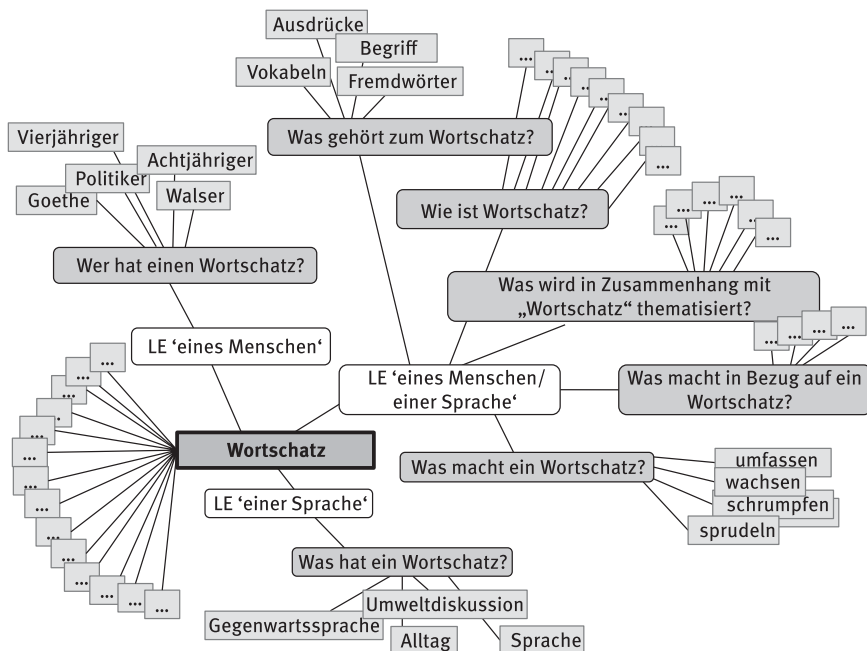 Ausdrücke
Begriff
Vokabeln
Fremdwörter
Was gehört zum Wortschatz?
...
...
...
...
...
...
...
...
...
Wie ist Wortschatz?
Vierjähriger
Achtjähriger
Politiker
Goethe
Walser
Wer hat einen Wortschatz?
...
...
...
...
...
...
Was wird in Zusammenhang mit
„Wortschatz“ thematisiert?
LE ‘eines Menschen‘
...
...
...
...
LE ‘eines Menschen/
einer Sprache‘
Was macht in Bezug auf ein
Wortschatz?
...
...
...
...
...
...
...
...
...
...
...
...
...
...
Wortschatz
Was macht ein Wortschatz?
umfassen
wachsen
schrumpfen
sprudeln
LE ‘einer Sprache‘
Was hat ein Wortschatz?
Umweltdiskussion
Gegenwartssprache
Alltag
Sprache